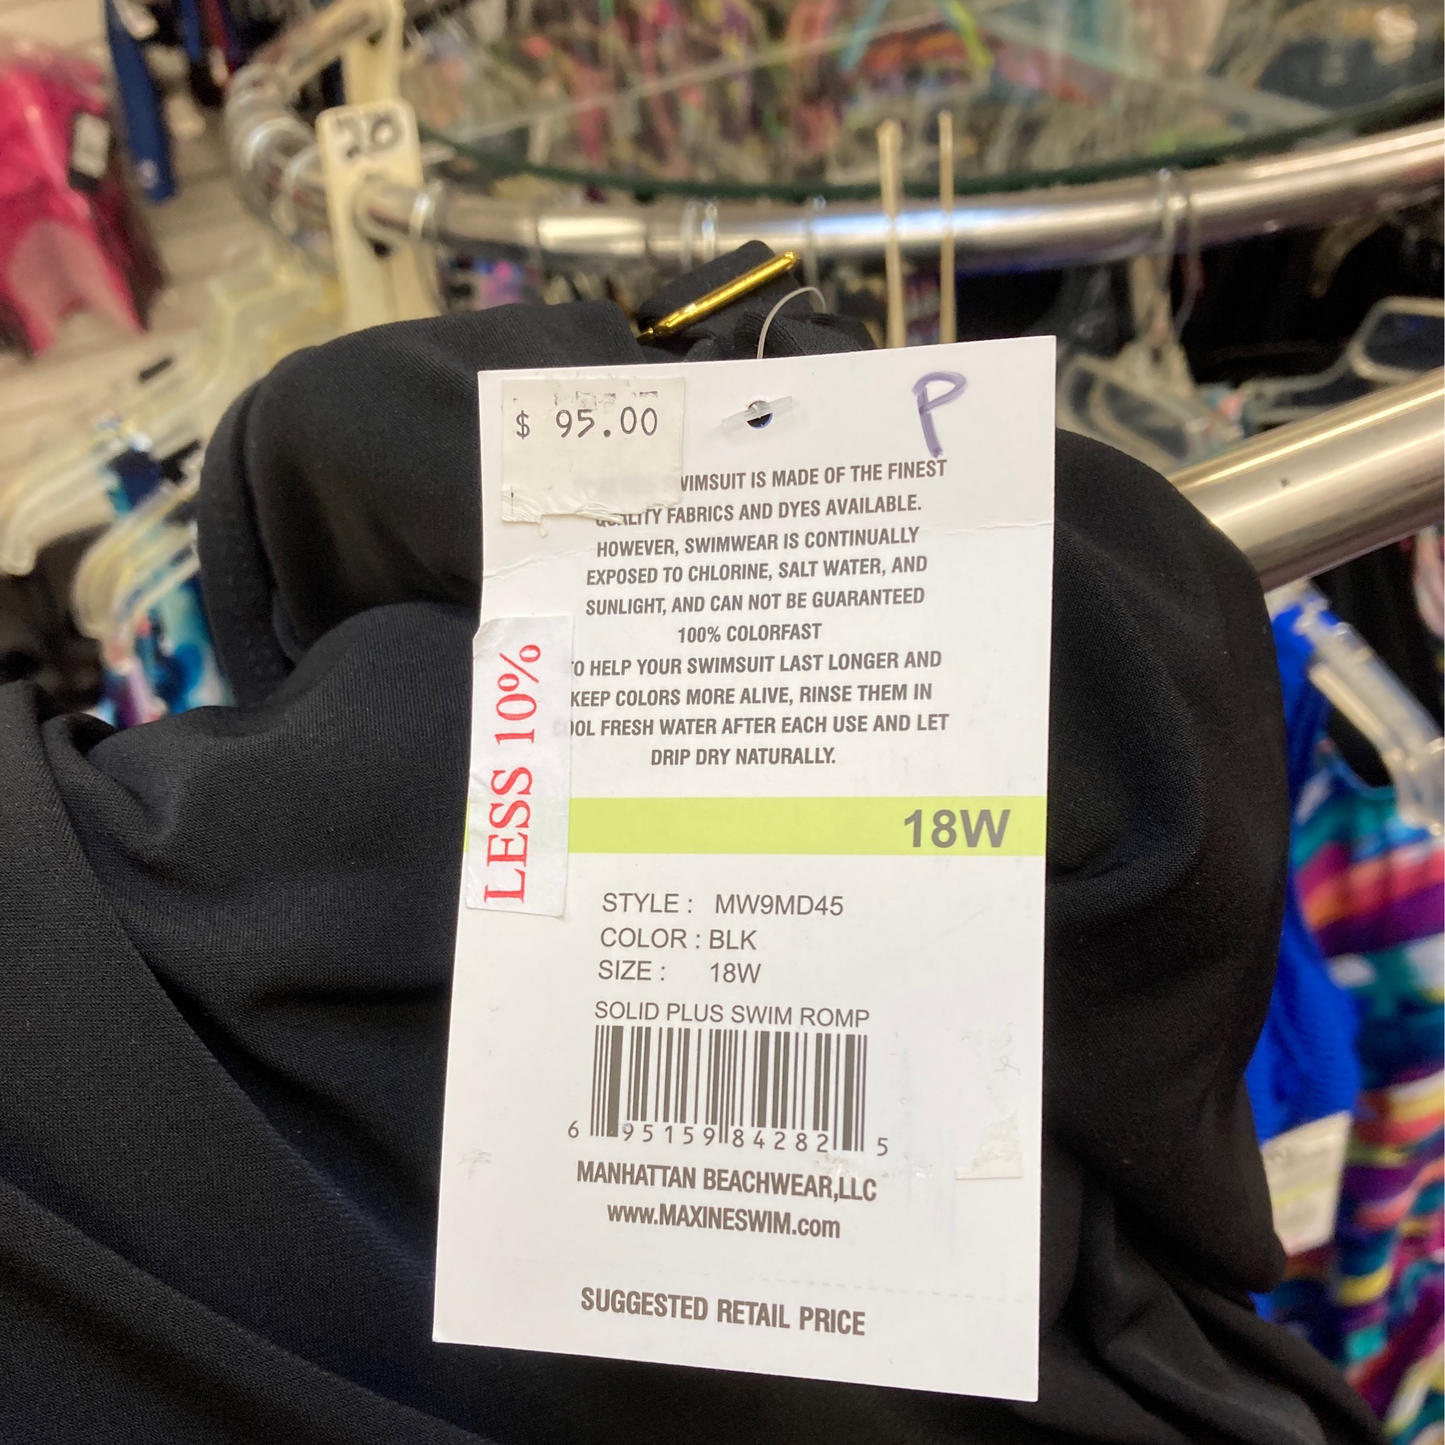 20
$ 95.00
P
SWIMSUIT IS MADE OF THE FINEST
QUALITY FABRICS AND DYES AVAILABLE.
HOWEVER, SWIMWEAR IS CONTINUALLY
EXPOSED TO CHLORINE, SALT WATER, AND
SUNLIGHT, AND CAN NOT BE GUARANTEED
100% COLORFAST
TO HELP YOUR SWIMSUIT LAST LONGER AND
KEEP COLORS MORE ALIVE, RINSE THEM IN
COOL FRESH WATER AFTER EACH USE AND LET
DRIP DRY NATURALLY.
LESS 10%
18W
STYLE : MW9MD45
COLOR : BLK
SIZE : 18W
SOLID PLUS SWIM ROMP
6 95159 84282 5
MANHATTAN BEACHWEAR,LLC
www.MAXINESWIM.com
SUGGESTED RETAIL PRICE